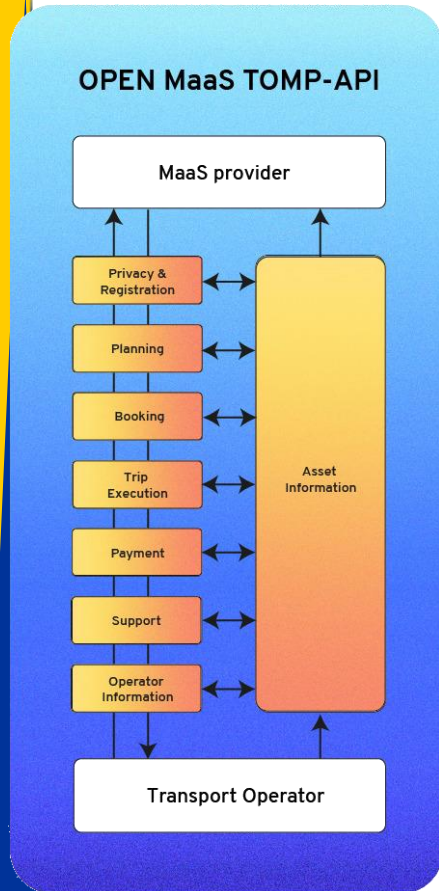 OPEN MaaS TOMP-API
MaaS provider
Privacy &
Registration
Planning
Booking
Trip
Execution
Payment
Support
Operator
Information
Asset
Information
Transport Operator